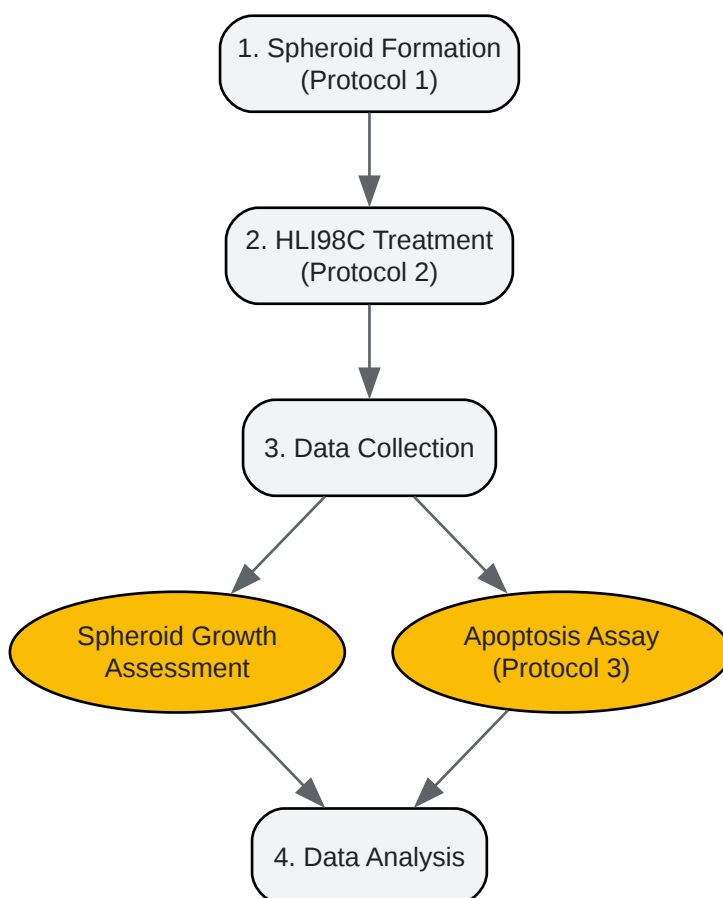 1. Spheroid Formation
(Protocol 1)
2. HLI98C Treatment
(Protocol 2)
3. Data Collection
Spheroid Growth
Assessment
Apoptosis Assay
(Protocol 3)
4. Data Analysis